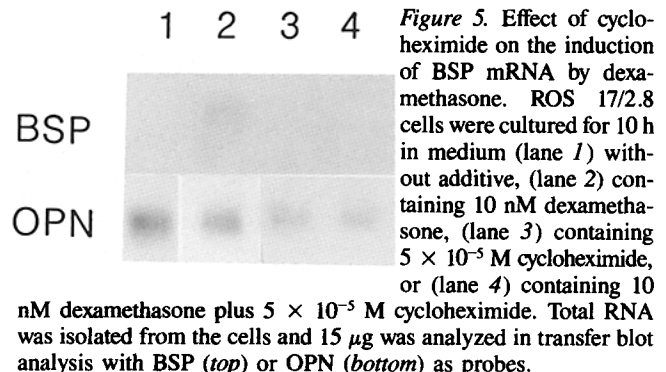 1 2 3 4
BSP
OPN
Figure 5. Effect of cyclo-
heximide on the induction
of BSP mRNA by dexa-
methasone. ROS 17/2.8
cells were cultured for 10 h
in medium (lane 1) with-
out additive, (lane 2) con-
taining 10 nM dexametha-
sone, (lane 3) containing
5 × 10⁻⁵ M cycloheximide,
or (lane 4) containing 10
nM dexamethasone plus 5 × 10⁻⁵ M cycloheximide. Total RNA
was isolated from the cells and 15 μg was analyzed in transfer blot
analysis with BSP (top) or OPN (bottom) as probes.